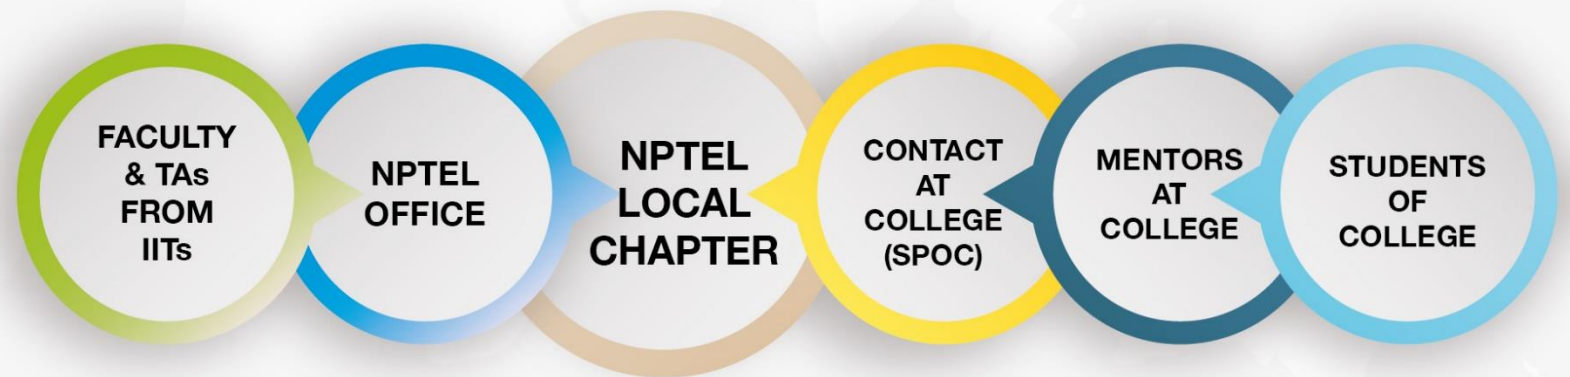 FACULTY
& TAs
FROM
IITs
NPTEL
OFFICE
NPTEL
LOCAL
CHAPTER
CONTACT
AT
COLLEGE
(SPOC)
MENTORS
AT
COLLEGE
STUDENTS
OF
COLLEGE